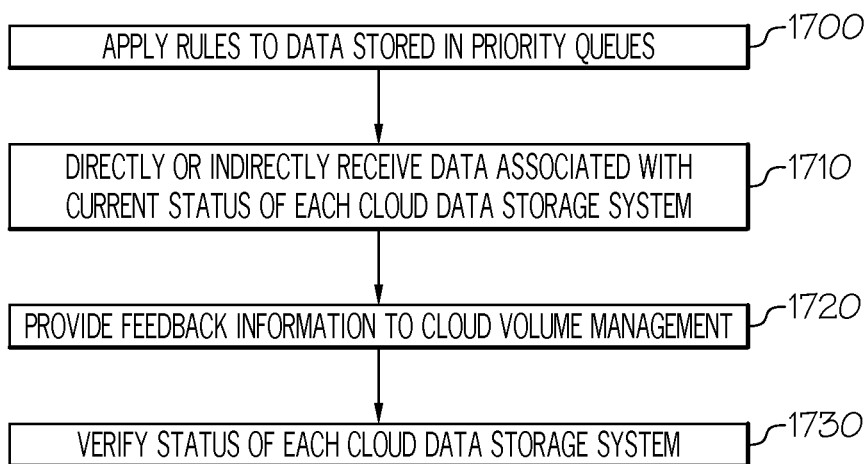 APPLY RULES TO DATA STORED IN PRIORITY QUEUES
1700
DIRECTLY OR INDIRECTLY RECEIVE DATA ASSOCIATED WITH
CURRENT STATUS OF EACH CLOUD DATA STORAGE SYSTEM
1710
PROVIDE FEEDBACK INFORMATION TO CLOUD VOLUME MANAGEMENT
1720
VERIFY STATUS OF EACH CLOUD DATA STORAGE SYSTEM
1730